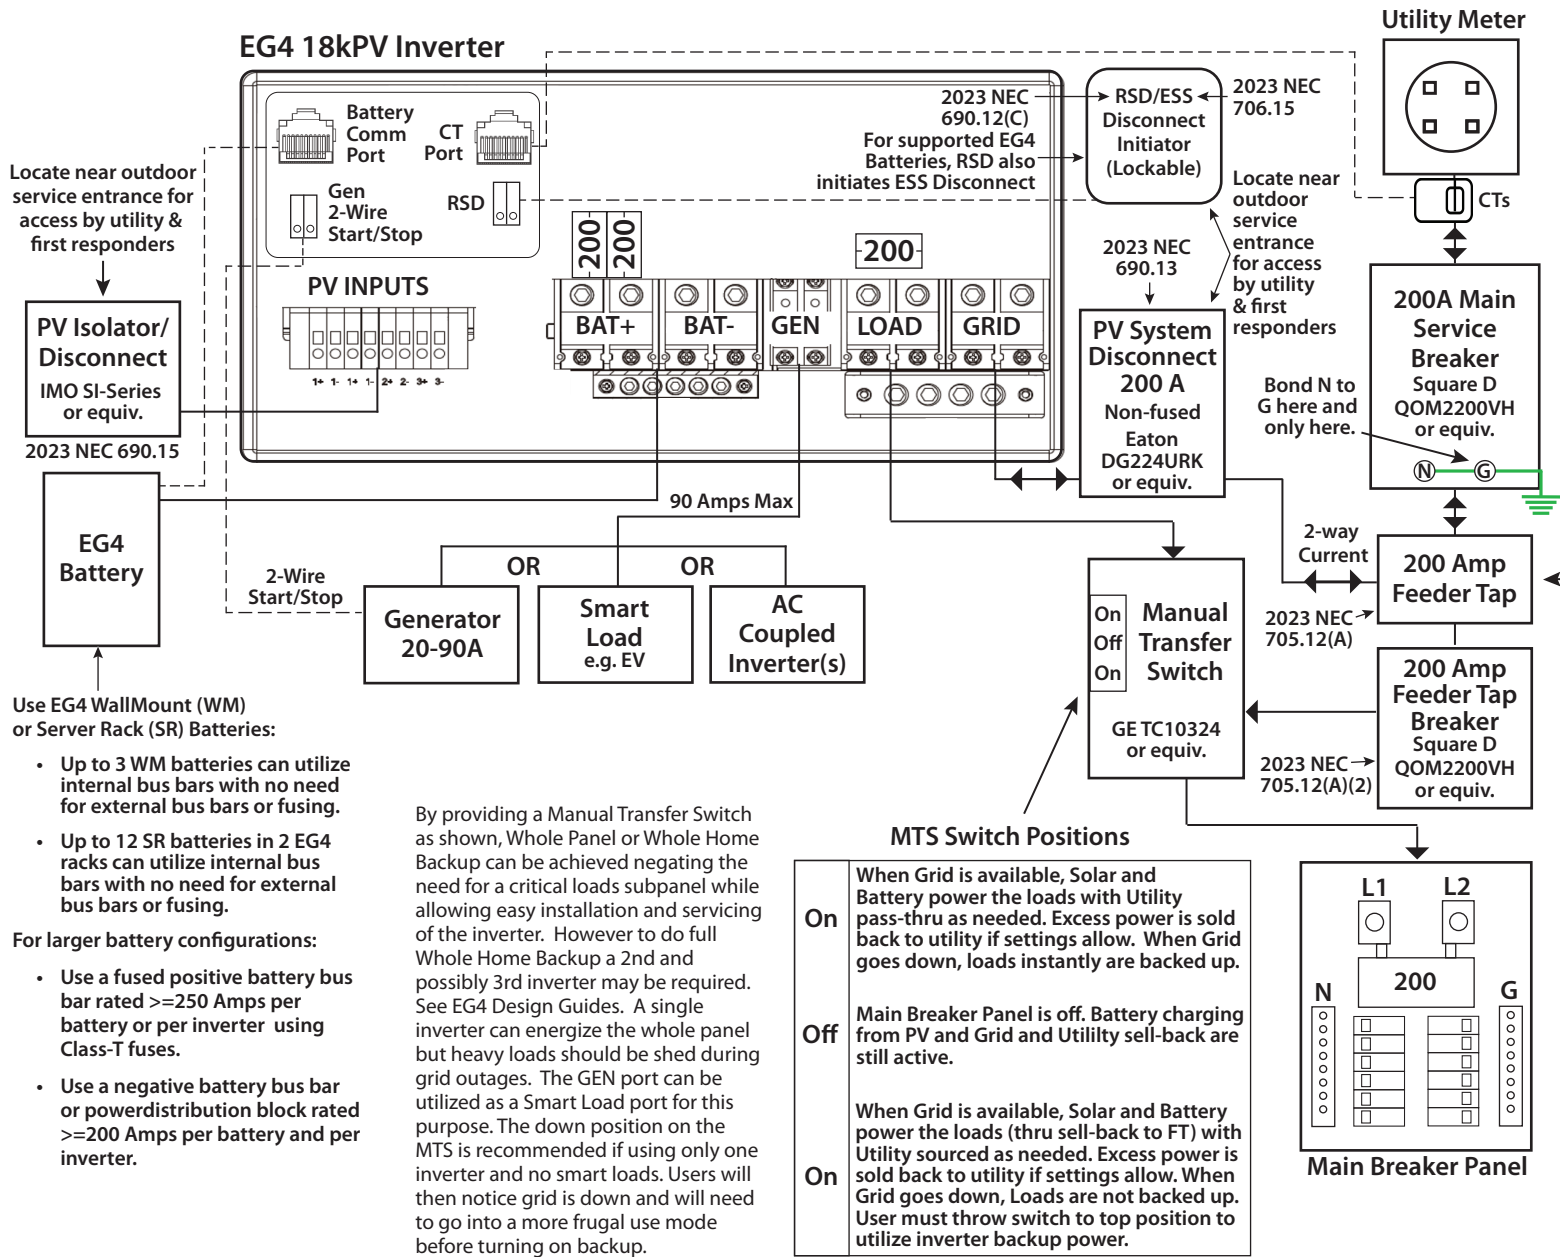 EG4 18kPV Inverter
Utility Meter
Battery
Comm
Port
CT
Port
Gen
2-Wire
Start/Stop
RSD
2023 NEC
690.12(C)
For supported EG4
Batteries, RSD also
initiates ESS Disconnect
RSD/ESS
Disconnect
Initiator
(Lockable)
2023 NEC
706.15
CTs
Locate near outdoor
service entrance for
access by utility &
first responders
Locate near
outdoor
service
entrance
for access
by utility
& first
responders
200
200
200
2023 NEC
690.13
PV INPUTS
1+ 1- 1+ 1- 2+ 2- 3+ 3-
BAT+ BAT- GEN LOAD GRID
PV Isolator/
Disconnect
IMO SI-Series
or equiv.
2023 NEC 690.15
PV System
Disconnect
200 A
Non-fused
Eaton
DG224URK
or equiv.
200A Main
Service
Breaker
Square D
QOM2200VH
or equiv.
N G
Bond N to
G here and
only here.
EG4
Battery
90 Amps Max
2-Wire
Start/Stop
OR OR
Generator
20-90A
Smart
Load
e.g. EV
AC
Coupled
Inverter(s)
On
Off
On
Manual
Transfer
Switch
GE TC10324
or equiv.
2-way
Current
200 Amp
Feeder Tap
2023 NEC
705.12(A)
200 Amp
Feeder Tap
Breaker
Square D
QOM2200VH
or equiv.
2023 NEC
705.12(A)(2)
Use EG4 WallMount (WM)
or Server Rack (SR) Batteries:
• Up to 3 WM batteries can utilize
internal bus bars with no need
for external bus bars or fusing.
• Up to 12 SR batteries in 2 EG4
racks can utilize internal bus
bars with no need for external
bus bars or fusing.
For larger battery configurations:
• Use a fused positive battery bus
bar rated >=250 Amps per
battery or per inverter using
Class-T fuses.
• Use a negative battery bus bar
or powerdistribution block rated
>=200 Amps per battery and per
inverter.
By providing a Manual Transfer Switch
as shown, Whole Panel or Whole Home
Backup can be achieved negating the
need for a critical loads subpanel while
allowing easy installation and servicing
of the inverter. However to do full
Whole Home Backup a 2nd and
possibly 3rd inverter may be required.
See EG4 Design Guides. A single
inverter can energize the whole panel
but heavy loads should be shed during
grid outages. The GEN port can be
utilized as a Smart Load port for this
purpose. The down position on the
MTS is recommended if using only one
inverter and no smart loads. Users will
then notice grid is down and will need
to go into a more frugal use mode
before turning on backup.
MTS Switch Positions
On
When Grid is available, Solar and
Battery power the loads with Utility
pass-thru as needed. Excess power is sold
back to utility if settings allow. When Grid
goes down, loads instantly are backed up.
Off
Main Breaker Panel is off. Battery charging
from PV and Grid and Utililty sell-back are
still active.
On
When Grid is available, Solar and Battery
power the loads (thru sell-back to FT) with
Utility sourced as needed. Excess power is
sold back to utility if settings allow. When
Grid goes down, Loads are not backed up.
User must throw switch to top position to
utilize inverter backup power.
L1 L2
200
N G
Main Breaker Panel